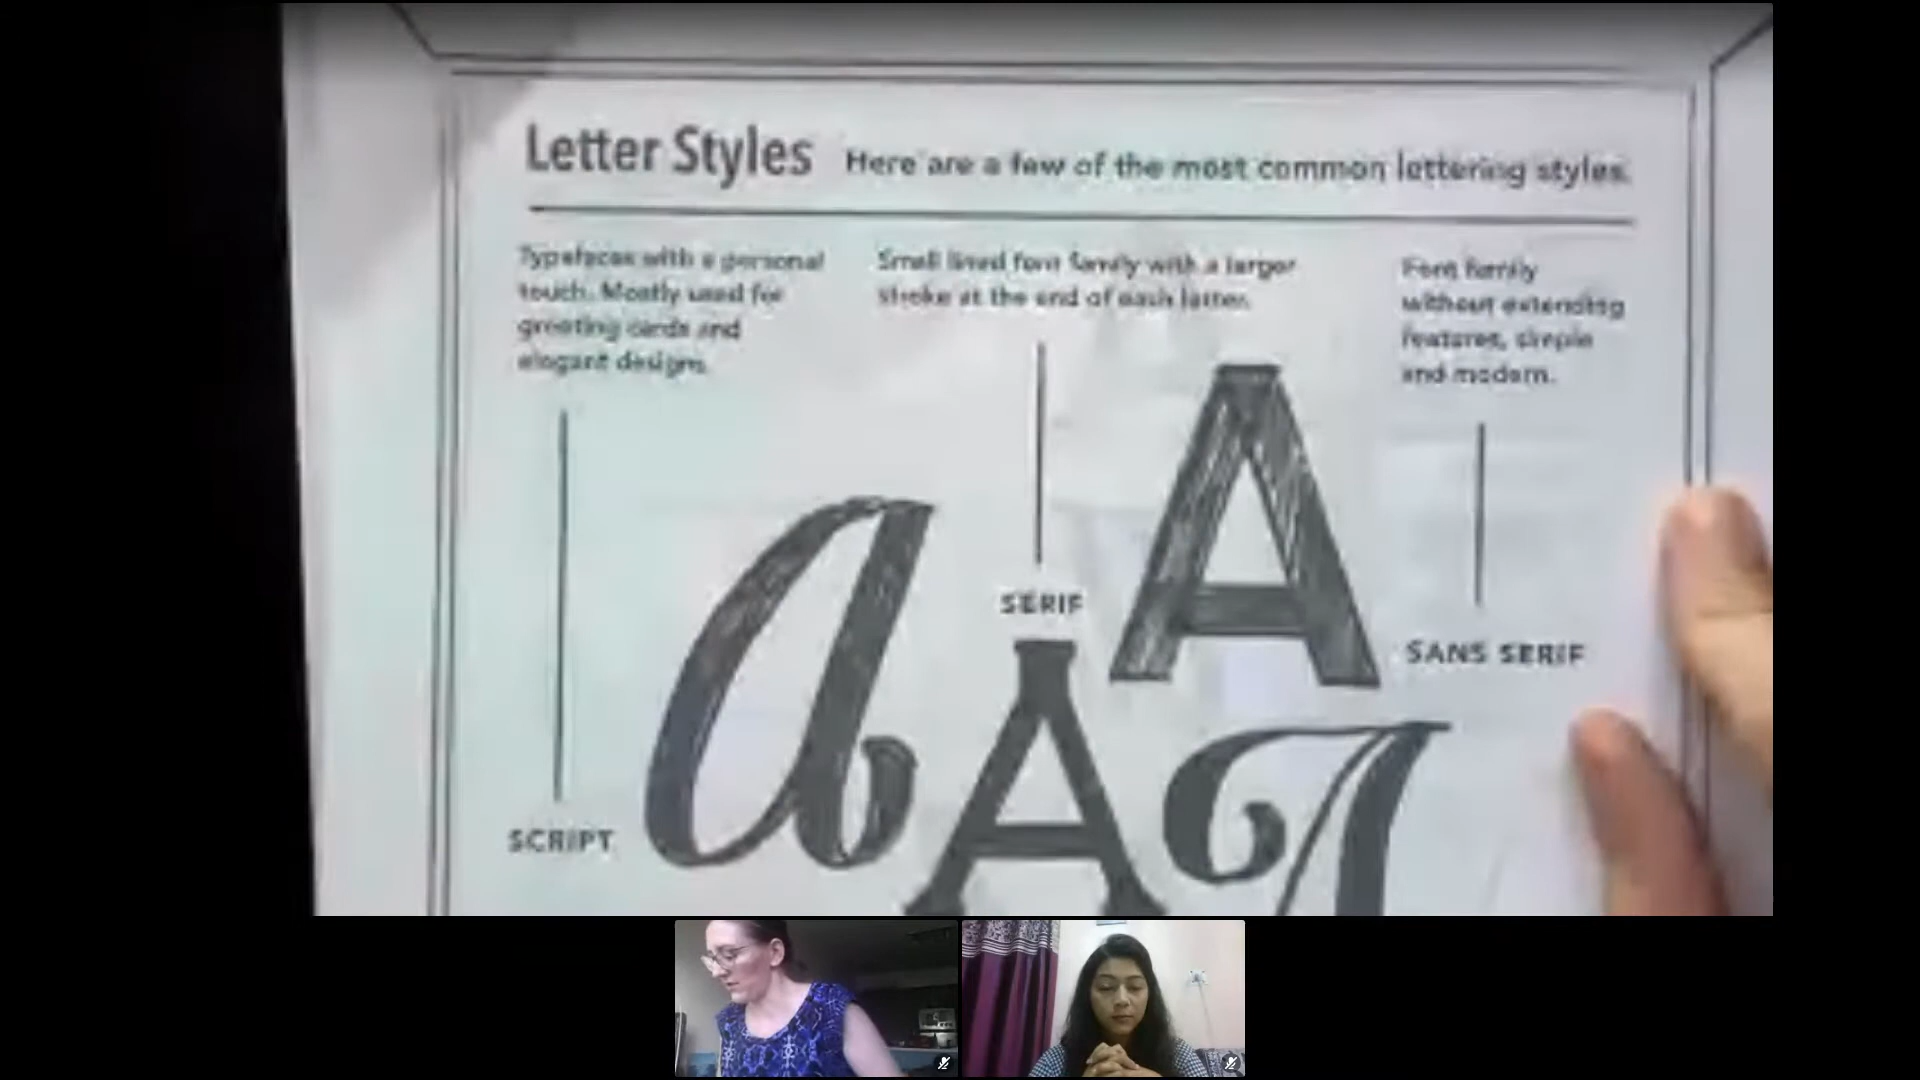 Letter Styles Here are a few of the most common lettering styles.
Typefaces with a personal
touch. Mostly used for
greeting cards and
elegant designs.
Small lined font family with a larger
stroke at the end of each letter.
Font family
without extending
features, simple
and modern.
SCRIPT
SERIF
SANS SERIF
a
A
A
a